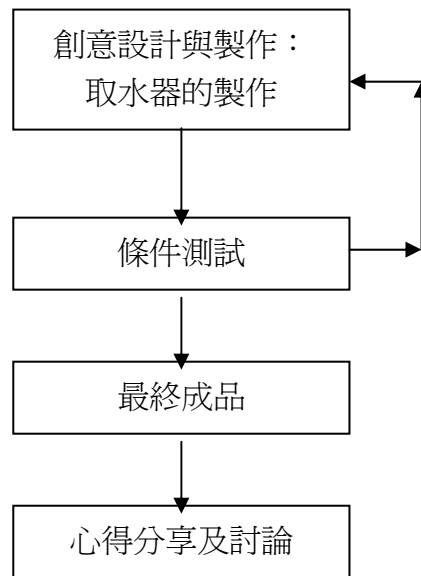 創意設計與製作：
取水器的製作
條件測試
最終成品
心得分享及討論